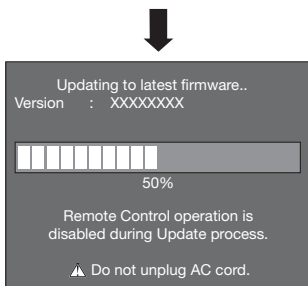 Updating to latest firmware..
Version : XXXXXXXX
50%
Remote Control operation is
disabled during Update process.
Do not unplug AC cord.